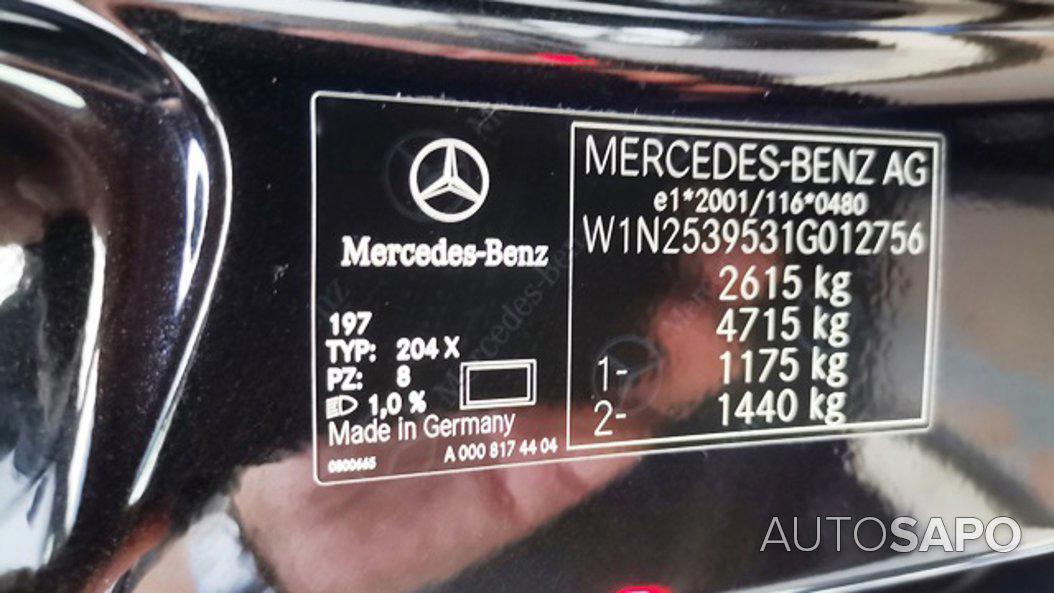 Mercedes-Benz
197
TYP: 204 X
PZ: 8
1,0 %
Made in Germany
0800665
A 000 817 44 04
MERCEDES-BENZ AG
e1*2001/116*0480
W1N2539531G012756
2615 kg
4715 kg
1- 1175 kg
2- 1440 kg
AUTOSAPO